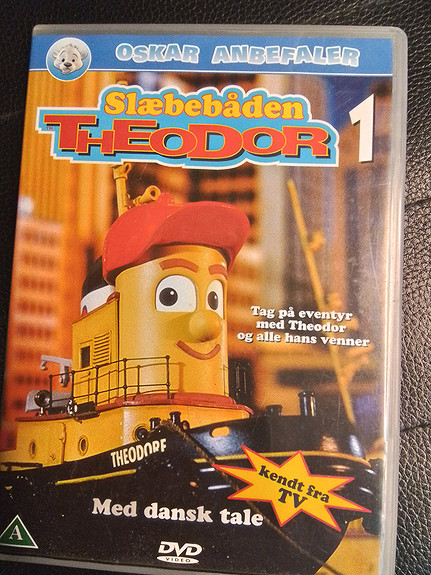 OSKAR ANBEFALER
Slæbebåden
THEODOR
1
Tag på eventyr
med Theodor
og alle hans venner
THEODORE
kendt fra
TV
Med dansk tale
A
DVD
VIDEO